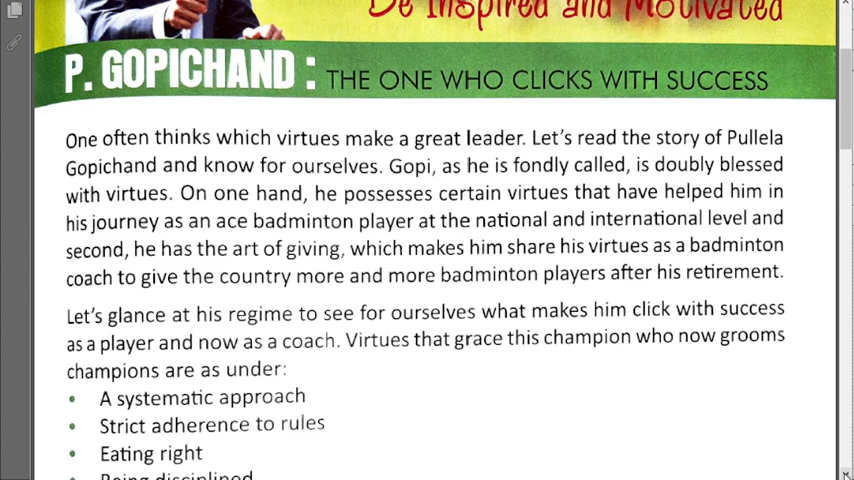 Be Inspired and Motivated
P. GOPICHAND : THE ONE WHO CLICKS WITH SUCCESS
One often thinks which virtues make a great leader. Let's read the story of Pullela
Gopichand and know for ourselves. Gopi, as he is fondly called, is doubly blessed
with virtues. On one hand, he possesses certain virtues that have helped him in
his journey as an ace badminton player at the national and international level and
second, he has the art of giving, which makes him share his virtues as a badminton
coach to give the country more and more badminton players after his retirement.
Let's glance at his regime to see for ourselves what makes him click with success
as a player and now as a coach. Virtues that grace this champion who now grooms
champions are as under:
• A systematic approach
• Strict adherence to rules
• Eating right
• Being disciplined